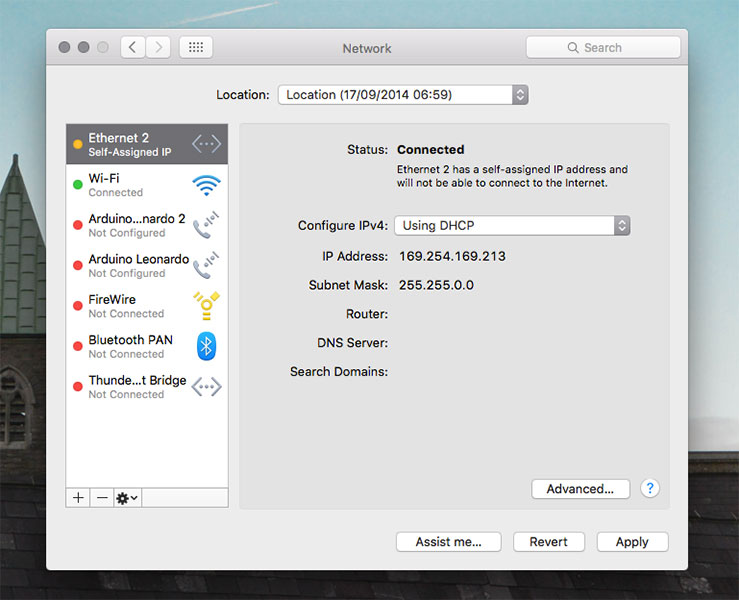 Network
Search
Location: Location (17/09/2014 06:59)
Ethernet 2
Self-Assigned IP
Wi-Fi
Connected
Arduino...nardo 2
Not Configured
Arduino Leonardo
Not Configured
FireWire
Not Connected
Bluetooth PAN
Not Connected
Thunde...t Bridge
Not Connected
Status: Connected
Ethernet 2 has a self-assigned IP address and
will not be able to connect to the Internet.
Configure IPv4: Using DHCP
IP Address: 169.254.169.213
Subnet Mask: 255.255.0.0
Router:
DNS Server:
Search Domains:
Advanced... ?
Assist me... Revert Apply